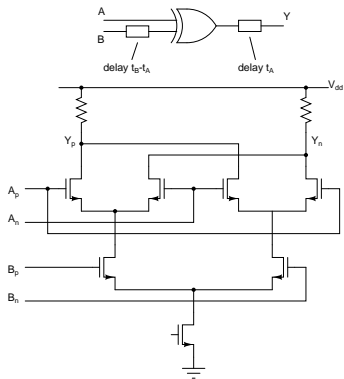 A
Y
B
delay t_B-t_A
delay t_A
V_dd
Y_p
Y_n
A_p
A_n
B_p
B_n